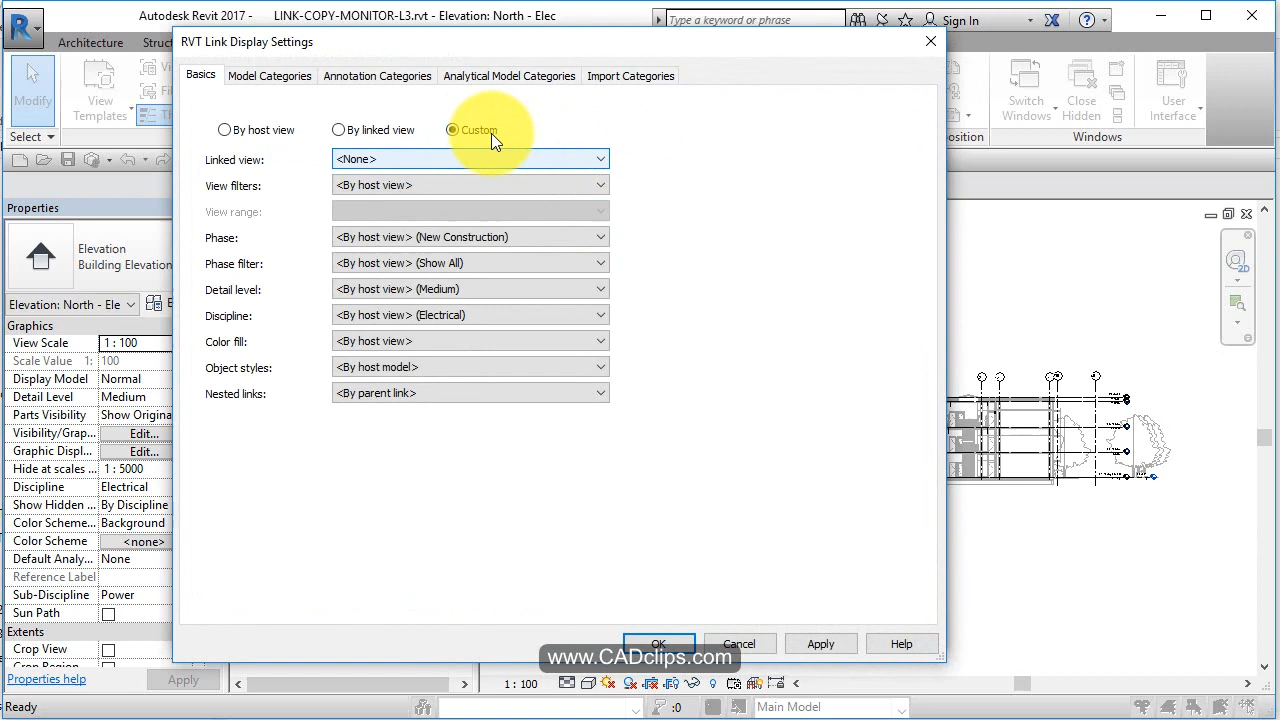 Autodesk Revit 2017 - LINK-COPY-MONITOR-L3.rvt - Elevation: North - Elec
Type a keyword or phrase
Sign In
R
Architecture
Modify
View
Templates
Switch
Windows
Close
Hidden
User
Interface
Select
Windows
RVT Link Display Settings
Basics
Model Categories
Annotation Categories
Analytical Model Categories
Import Categories
By host view
By linked view
Custom
Linked view: <None>
View filters: <By host view>
View range:
Phase: <By host view> (New Construction)
Phase filter: <By host view> (Show All)
Detail level: <By host view> (Medium)
Discipline: <By host view> (Electrical)
Color fill: <By host view>
Object styles: <By host model>
Nested links: <By parent link>
OK
Cancel
Apply
Help
Properties
Elevation
Building Elevation
Elevation: North - Ele
Graphics
View Scale 1 : 100
Scale Value 1: 100
Display Model Normal
Detail Level Medium
Parts Visibility Show Origina
Visibility/Grap... Edit...
Graphic Displ... Edit...
Hide at scales ... 1 : 5000
Discipline Electrical
Show Hidden ... By Discipline
Color Scheme... Background
Color Scheme <none>
Default Analy... None
Reference Label
Sub-Discipline Power
Sun Path
Extents
Crop View
Properties help
Apply
2D
www.CADclips.com
1 : 100
Ready
:0
Main Model